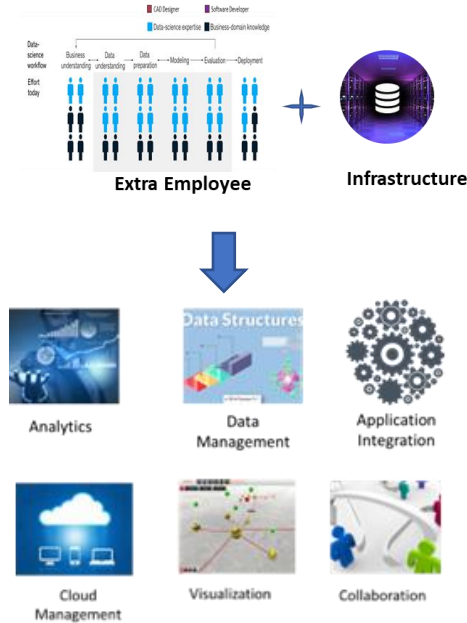 CAD Designer
Software Developer
Data-science expertise
Business-domain knowledge
Data-
science
workflow
Business
understanding
Data
understanding
Data
preparation
Modeling
Evaluation
Deployment
Effort
today
Extra Employee
Infrastructure
Data Structures
Analytics
Data
Management
Application
Integration
Cloud
Management
Visualization
Collaboration